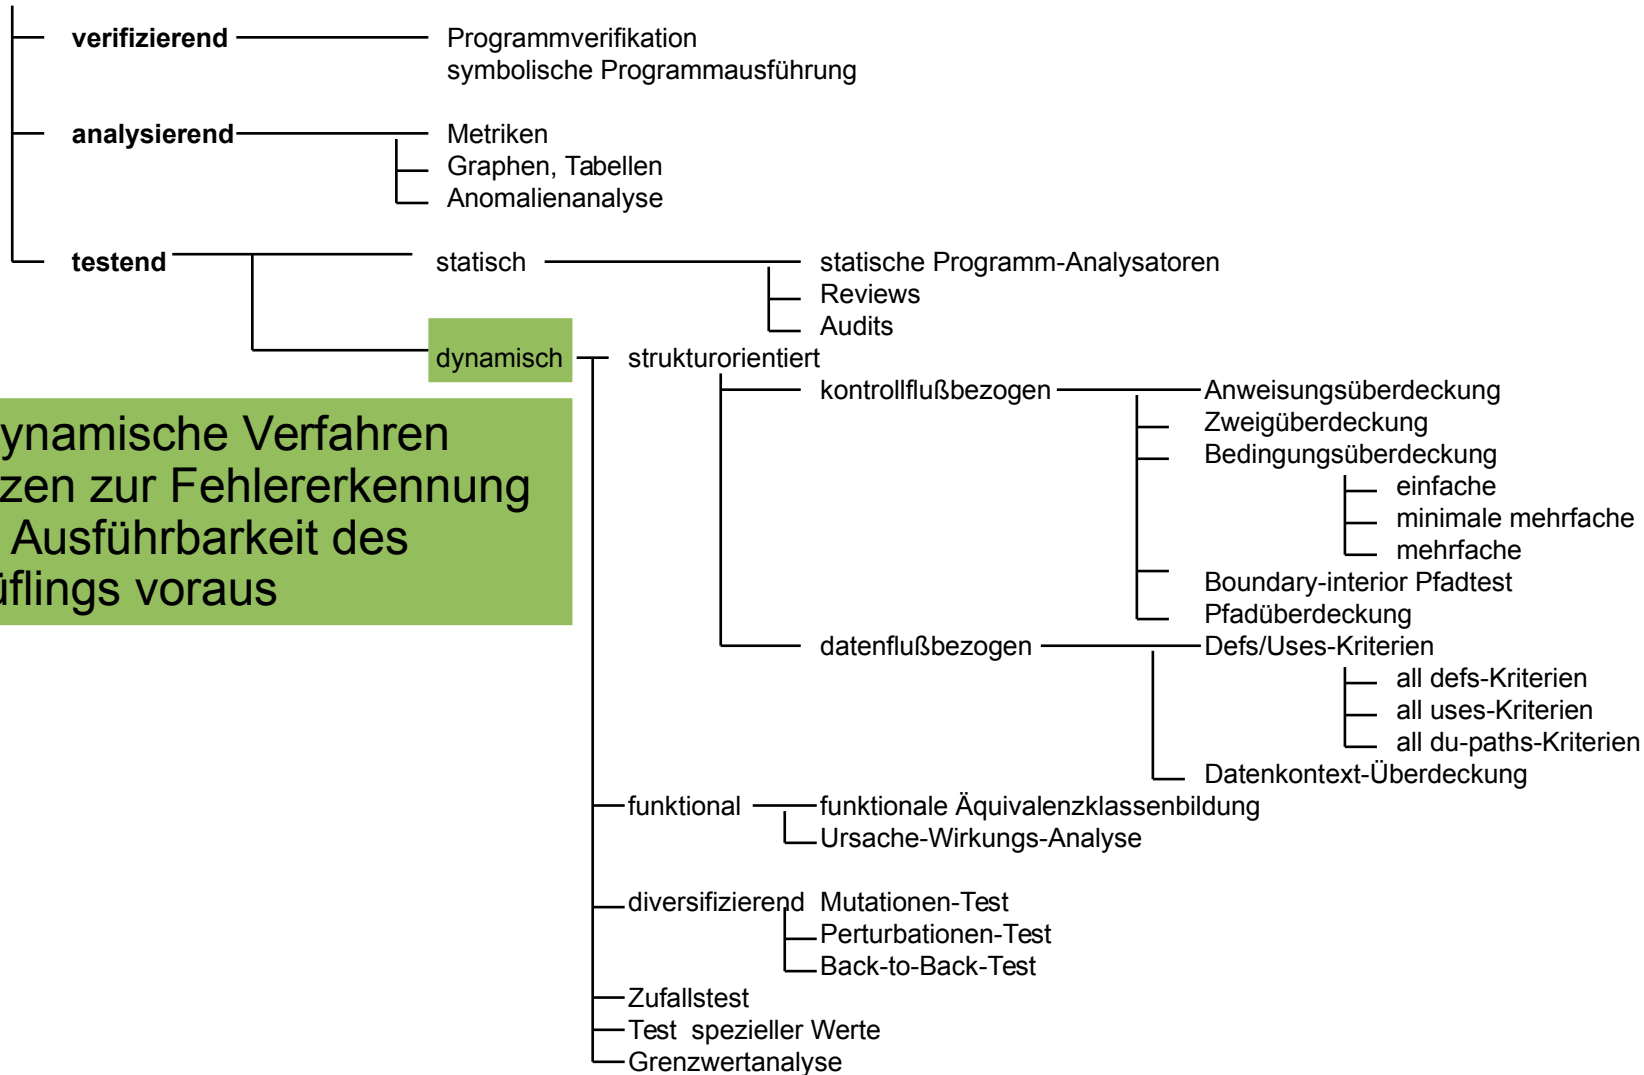 verifizierend
Programmverifikation
symbolische Programmausführung
analysierend
Metriken
Graphen, Tabellen
Anomalienanalyse
testend
statisch
statische Programm-Analysatoren
Reviews
Audits
dynamisch
strukturorientiert
kontrollflußbezogen
Anweisungsüberdeckung
Zweigüberdeckung
Bedingungsüberdeckung
einfache
minimale mehrfache
mehrfache
Boundary-interior Pfadtest
Pfadüberdeckung
ynamische Verfahren
zen zur Fehlererkennung
Ausführbarkeit des
üflings voraus
datenflußbezogen
Defs/Uses-Kriterien
all defs-Kriterien
all uses-Kriterien
all du-paths-Kriterien
Datenkontext-Überdeckung
funktional
funktionale Äquivalenzklassenbildung
Ursache-Wirkungs-Analyse
diversifizierend
Mutationen-Test
Perturbationen-Test
Back-to-Back-Test
Zufallstest
Test spezieller Werte
Grenzwertanalyse